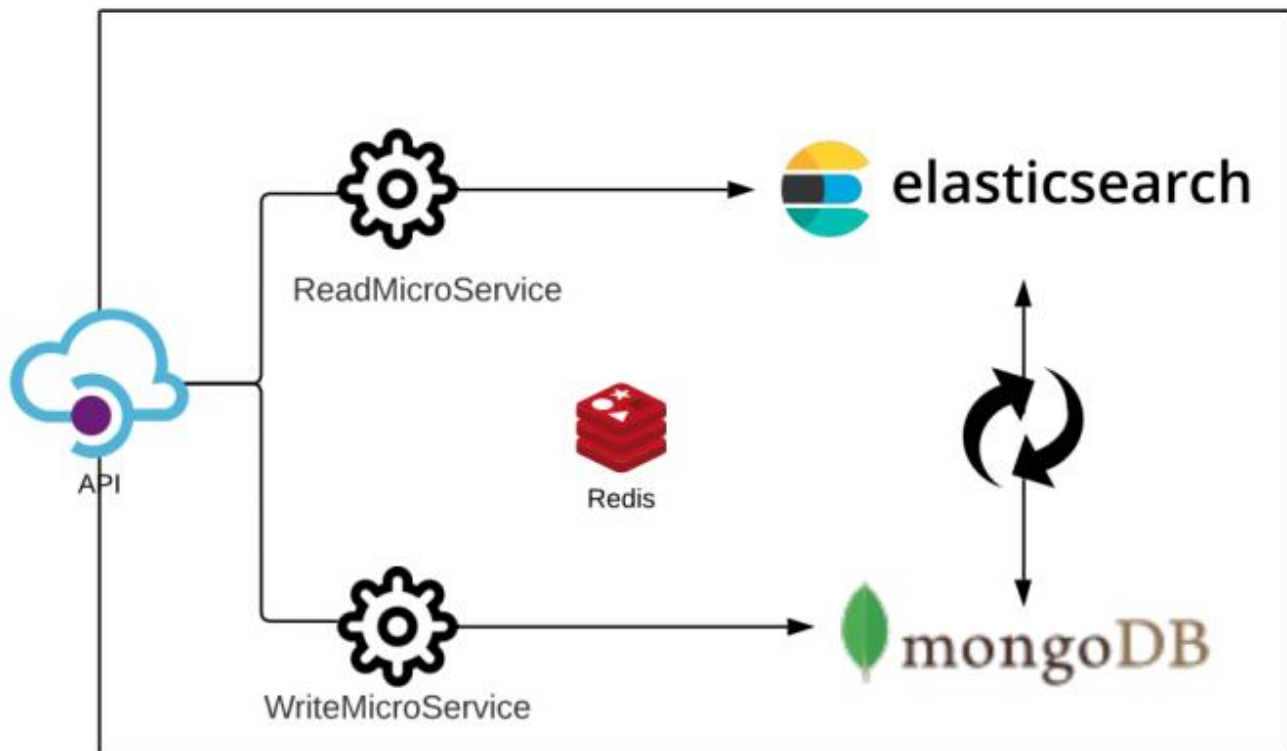 elasticsearch
ReadMicroService
API
Redis
mongoDB
WriteMicroService